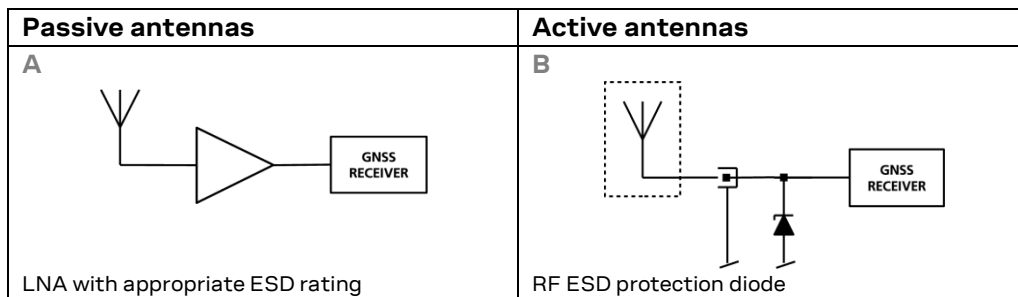 Passive antennas
Active antennas
A
GNSS
RECEIVER
LNA with appropriate ESD rating
B
GNSS
RECEIVER
RF ESD protection diode